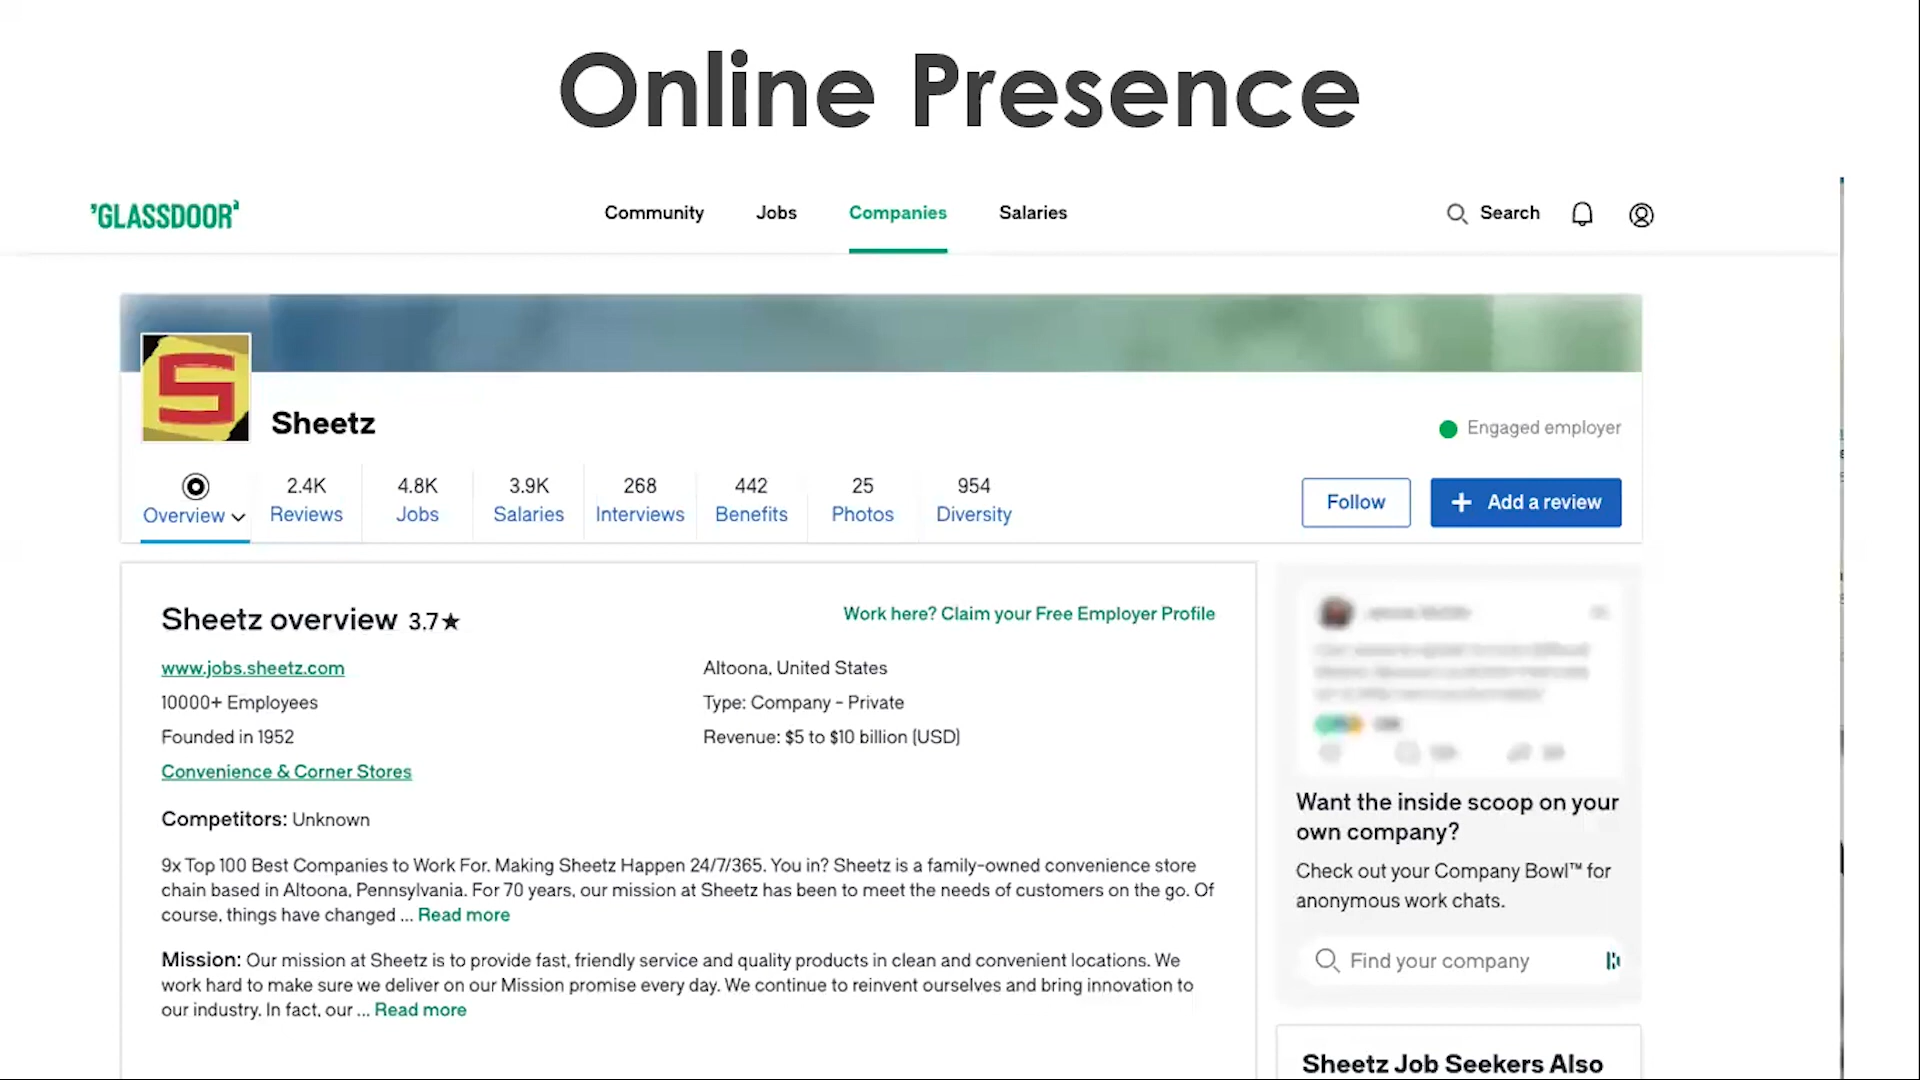 Online Presence
GLASSDOOR
Community Jobs Companies Salaries Search
S
Sheetz
Engaged employer
Overview
2.4K Reviews
4.8K Jobs
3.9K Salaries
268 Interviews
442 Benefits
25 Photos
954 Diversity
Follow
+ Add a review
Sheetz overview 3.7★
Work here? Claim your Free Employer Profile
www.jobs.sheetz.com
Altoona, United States
10000+ Employees
Type: Company - Private
Founded in 1952
Revenue: $5 to $10 billion (USD)
Convenience & Corner Stores
Competitors: Unknown
9x Top 100 Best Companies to Work For. Making Sheetz Happen 24/7/365. You in? Sheetz is a family-owned convenience store
chain based in Altoona, Pennsylvania. For 70 years, our mission at Sheetz has been to meet the needs of customers on the go. Of
course, things have changed ... Read more
Mission: Our mission at Sheetz is to provide fast, friendly service and quality products in clean and convenient locations. We
work hard to make sure we deliver on our Mission promise every day. We continue to reinvent ourselves and bring innovation to
our industry. In fact, our ... Read more
Want the inside scoop on your
own company?
Check out your Company Bowl™ for
anonymous work chats.
Find your company
Sheetz Job Seekers Also